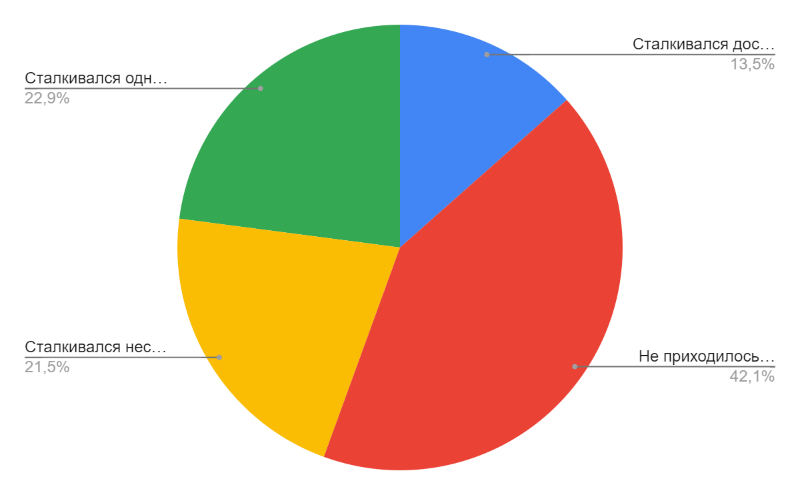 Сталкивался дос…
13,5%
Сталкивался одн…
22,9%
Сталкивался нес…
21,5%
Не приходилось…
42,1%